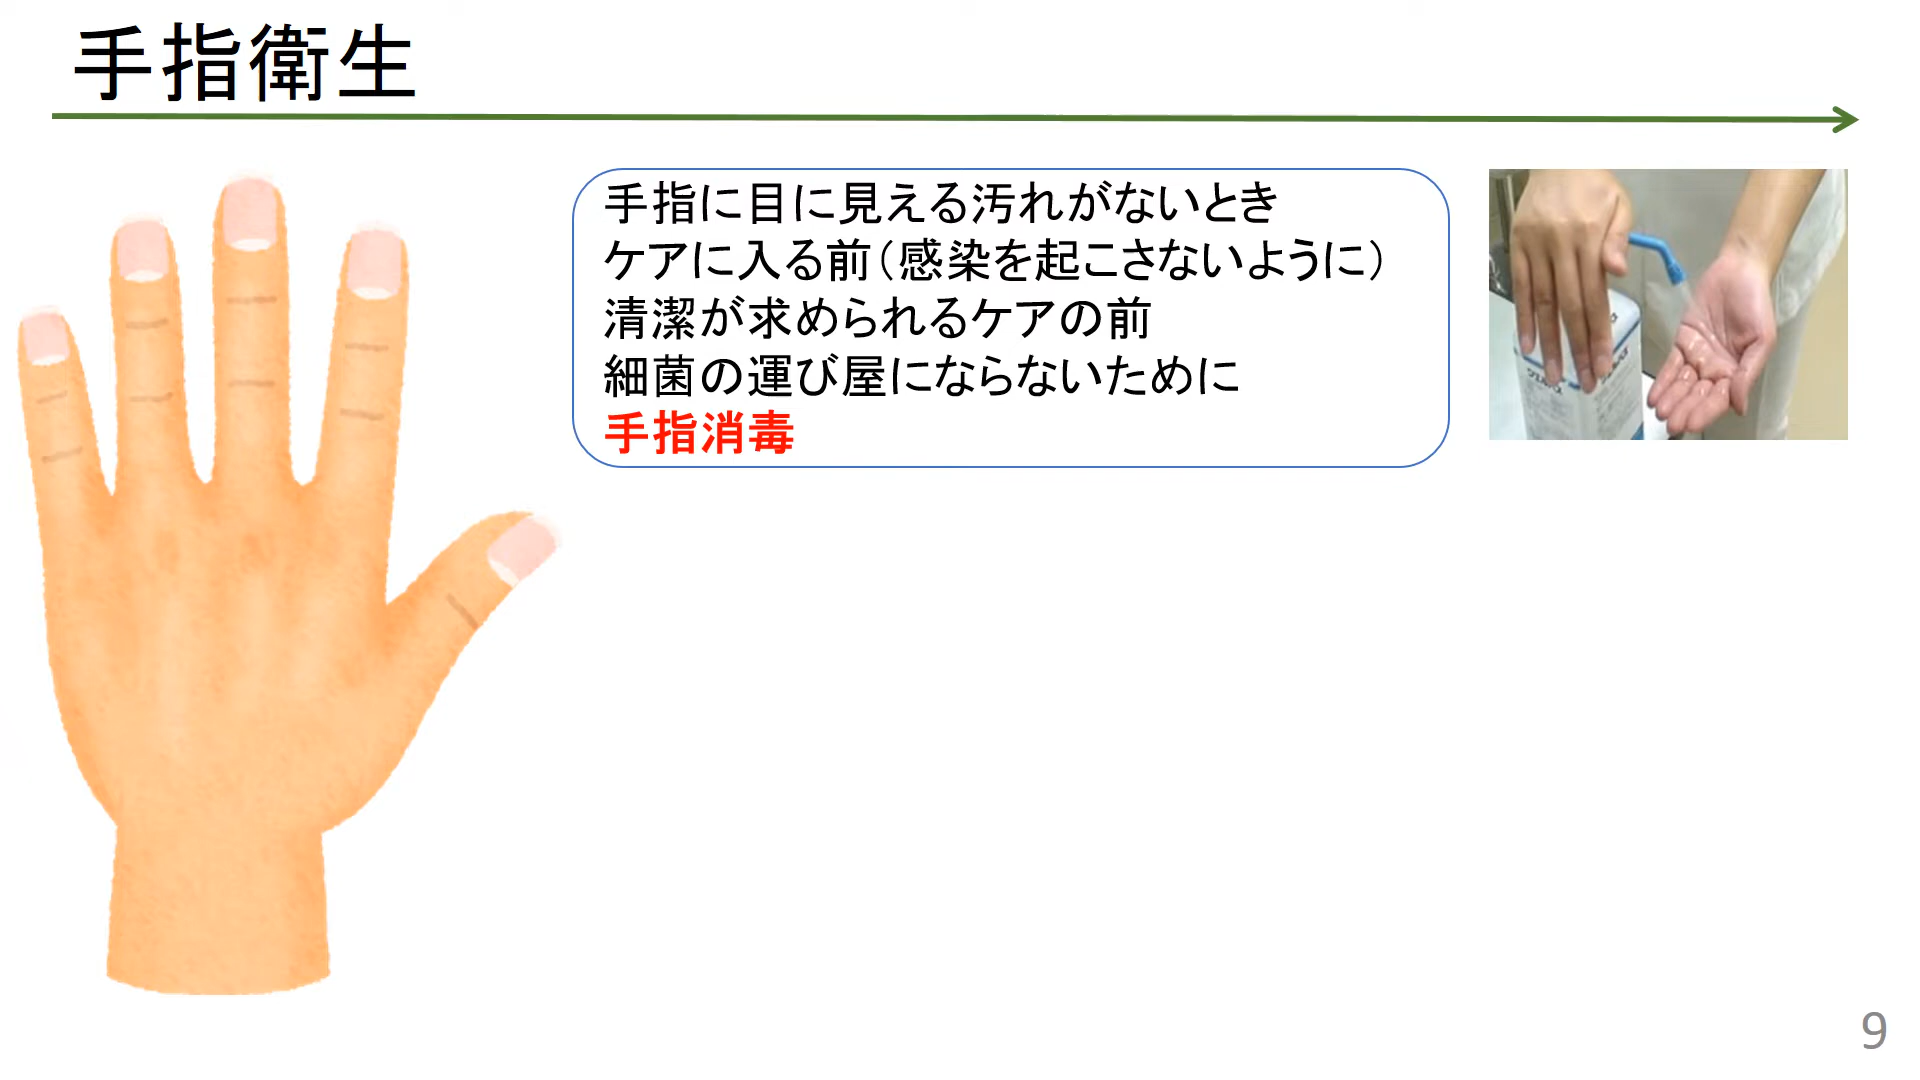 手指衛生
手指に目に見える汚れがないとき
ケアに入る前（感染を起こさないように）
清潔が求められるケアの前
細菌の運び屋にならないために
手指消毒
9